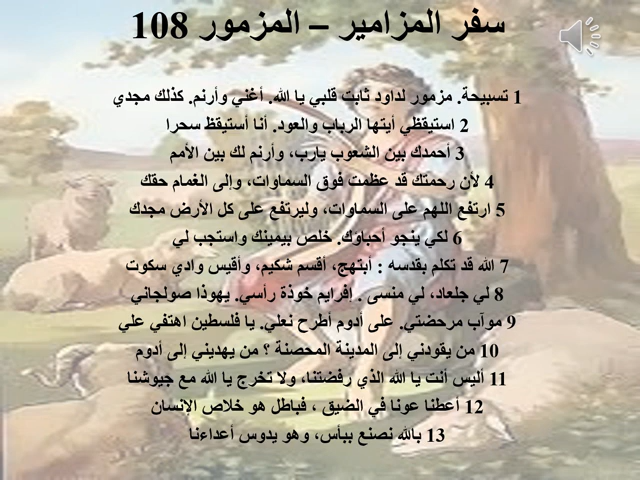 سفر المزامير – المزمور 108
1 تسبيحة. مزمور لداود ثابت قلبي يا الله. أغني وأرنم. كذلك مجدي
2 استيقظي أيتها الرباب والعود. أنا أستيقظ سحرا
3 أحمدك بين الشعوب يارب، وأرنم لك بين الأمم
4 لأن رحمتك قد عظمت فوق السماوات، وإلى الغمام حقك
5 ارتفع اللهم على السماوات، وليرتفع على كل الأرض مجدك
6 لكي ينجو أحباوك. خلص بيمينك واستجب لي
7 الله قد تكلم بقدسه : أبتهج، أقسم شكيم، وأقيس وادي سكوت
8 لي جلعاد، لي منسى . إفرايم خوذة رأسي. يهوذا صولجاني
9 موآب مرحضتي. على أدوم أطرح نعلي. يا فلسطين اهتفي علي
10 من يقودني إلى المدينة المحصنة ؟ من يهديني إلى أدوم
11 أليس أنت يا الله الذي رفضتنا، ولا تخرج يا الله مع جيوشنا
12 أعطنا عونا في الضيق ، فباطل هو خلاص الإنسان
13 بالله نصنع ببأس، وهو يدوس أعداءنا